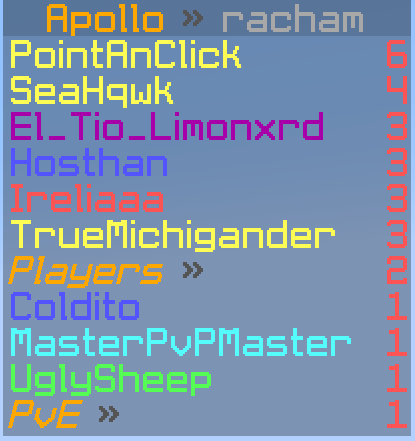 Apollo » racham
PointAnClick 6
SeaHqwk 4
El_Tio_Limonxrd 3
Hosthan 3
Ireliaaa 3
TrueMichigander 3
Players » 2
Coldito 1
MasterPvPMaster 1
UglySheep 1
PvE » 1